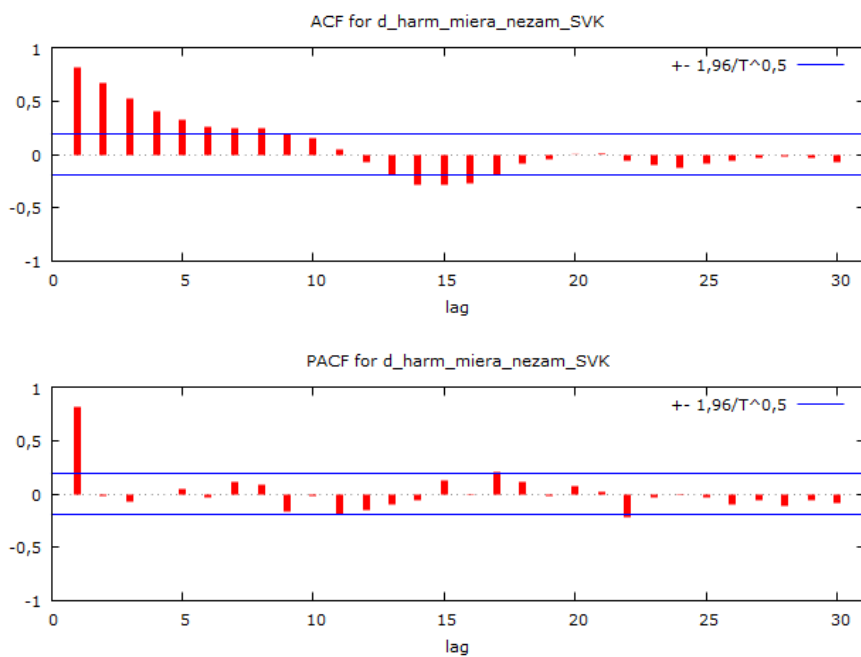 ACF for d_harm_miera_nezam_SVK
1
+- 1,96/T^0,5
0,5
0
-0,5
-1
0 5 10 15 20 25 30
lag
PACF for d_harm_miera_nezam_SVK
1
+- 1,96/T^0,5
0,5
0
-0,5
-1
0 5 10 15 20 25 30
lag